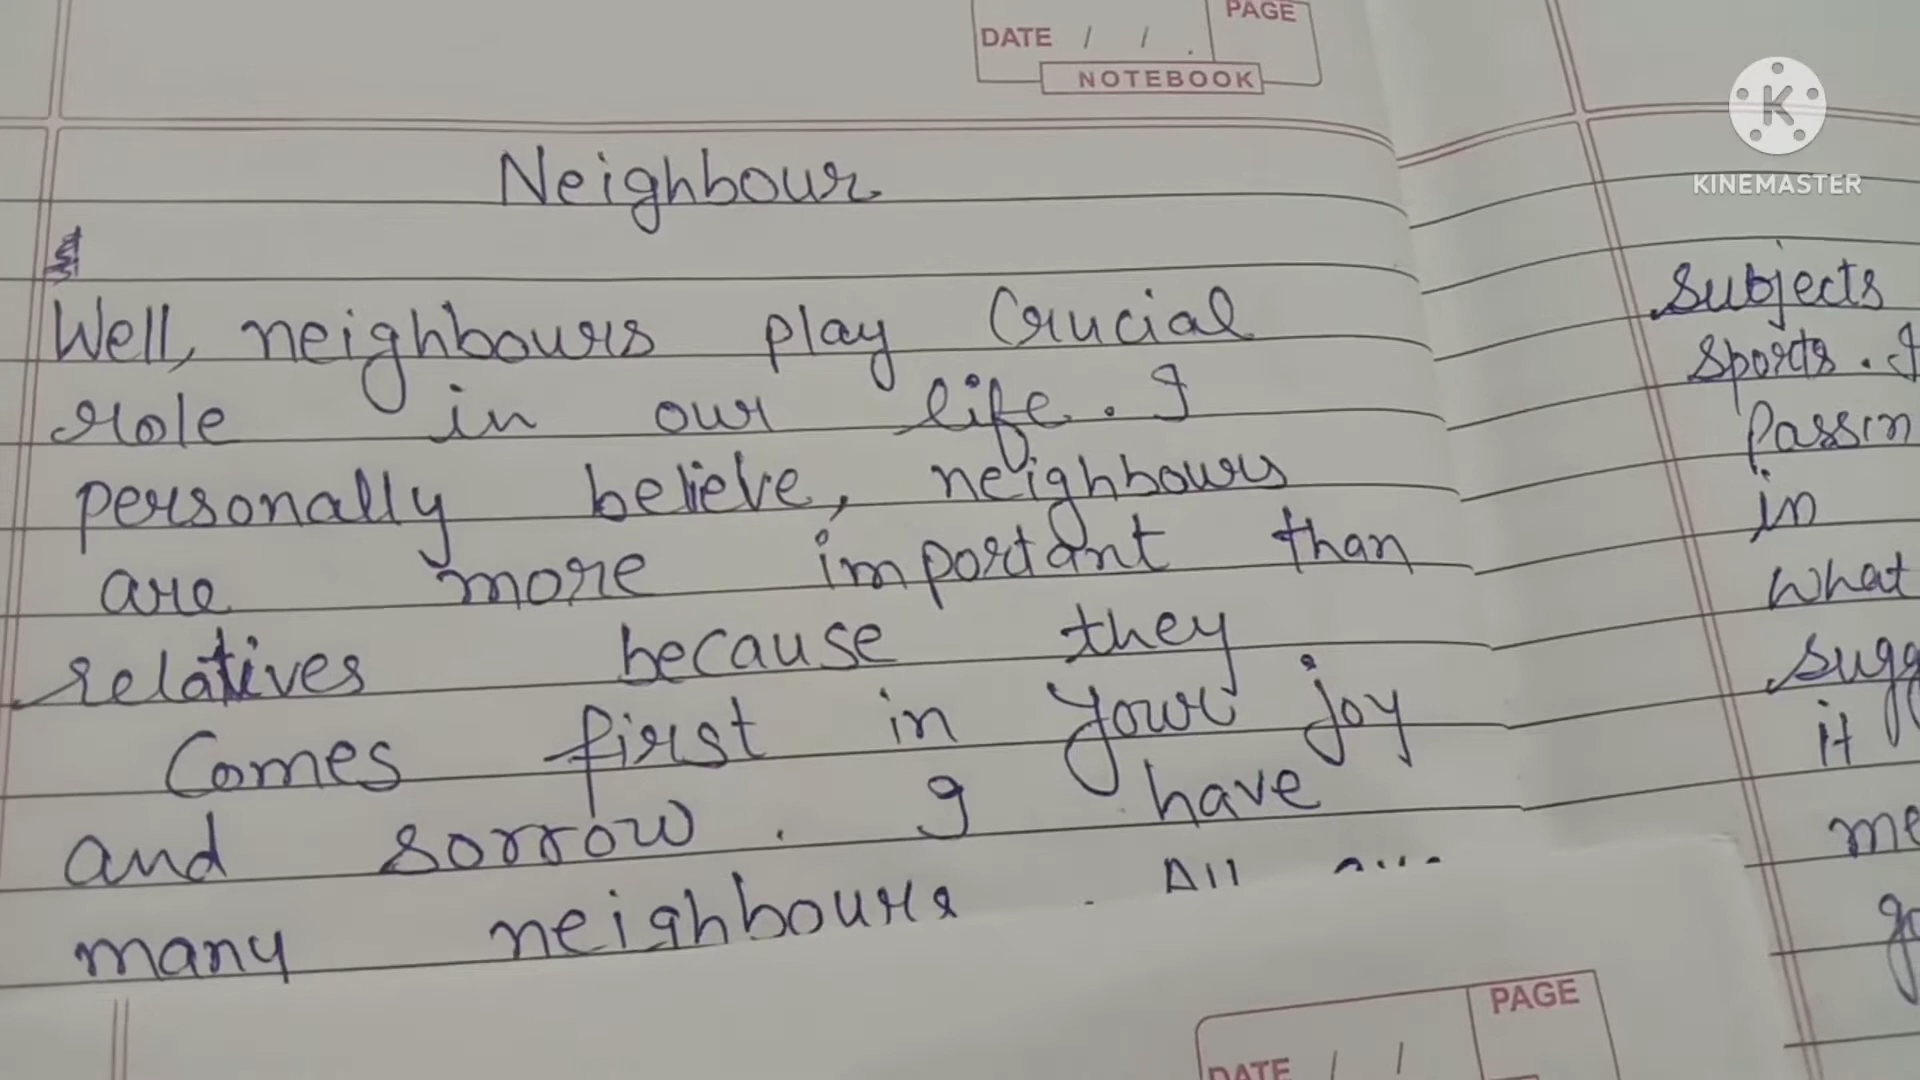 PAGE
DATE / / .
NOTEBOOK
KINEMASTER
Neighbour
Well, neighbours play Crucial
role in our life. I
personally believe, neighbours
are more important than
relatives because they
Comes first in your joy
and sorrow. I have
many neighbours. All
Subjects
sports. I
in
what
it
PAGE
DATE / /